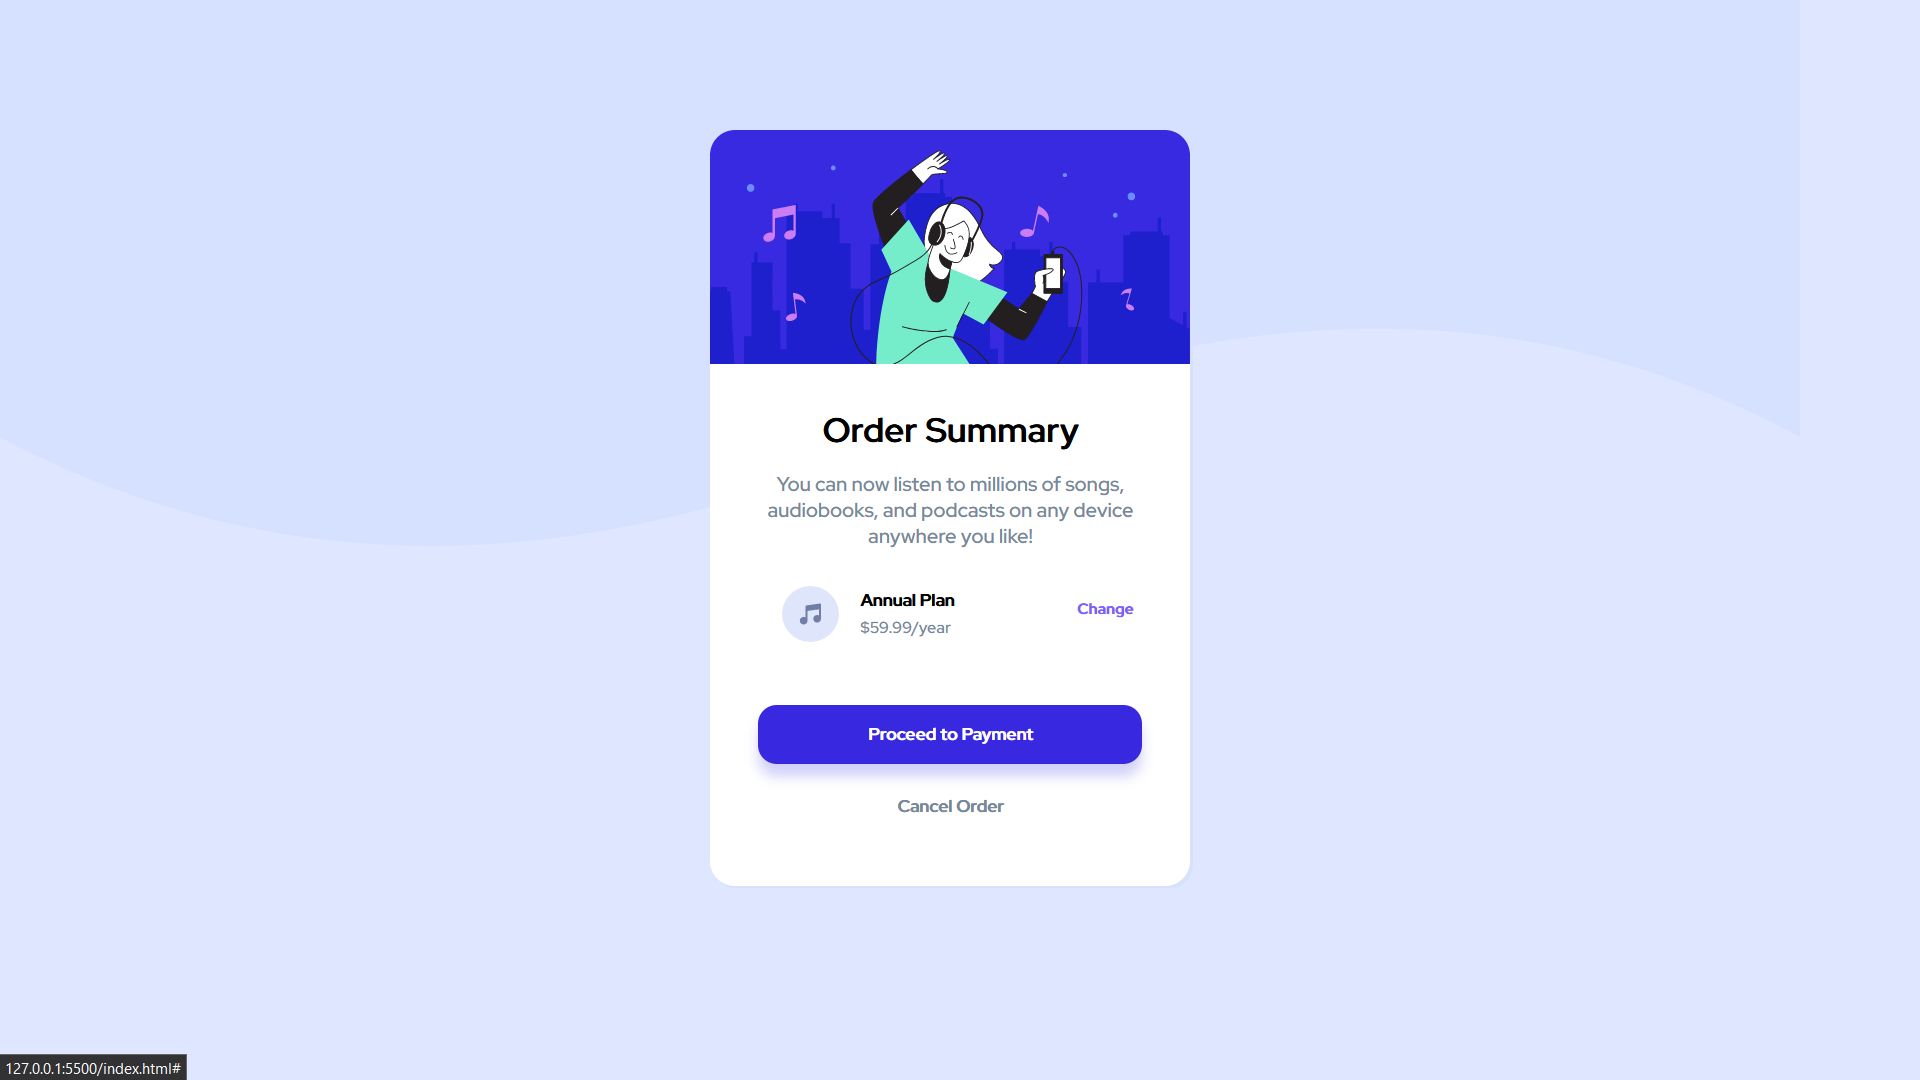 Order Summary
You can now listen to millions of songs,
audiobooks, and podcasts on any device
anywhere you like!
Annual Plan
$59.99/year
Change
Proceed to Payment
Cancel Order
127.0.0.1:5500/index.html#